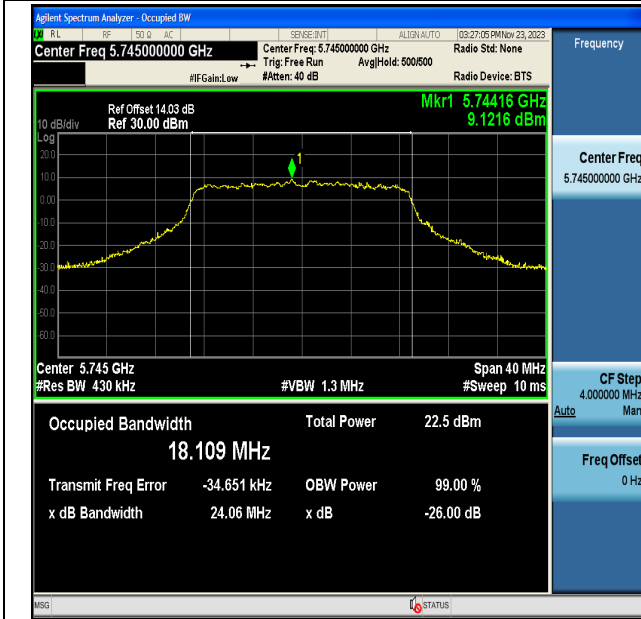 Agilent Spectrum Analyzer - Occupied BW
RL RF 50 Ω AC SENSE:INT ALIGN AUTO 03:27:05 PM Nov 23, 2023
Center Freq 5.745000000 GHz
Center Freq: 5.745000000 GHz
Radio Std: None
Trig: Free Run Avg|Hold: 500/500
#IFGain:Low #Atten: 40 dB Radio Device: BTS
Mkr1 5.74416 GHz
9.1216 dBm
Ref Offset 14.03 dB
10 dB/div Ref 30.00 dBm
Log
20.0
1
10.0
0.00
-10.0
-20.0
-30.0
-40.0
-50.0
-60.0
Center 5.745 GHz Span 40 MHz
#Res BW 430 kHz #VBW 1.3 MHz #Sweep 10 ms
Occupied Bandwidth Total Power 22.5 dBm
18.109 MHz
Transmit Freq Error -34.651 kHz OBW Power 99.00 %
x dB Bandwidth 24.06 MHz x dB -26.00 dB
MSG STATUS
Frequency
Center Freq
5.745000000 GHz
CF Step
4.000000 MHz
Auto Man
Freq Offset
0 Hz